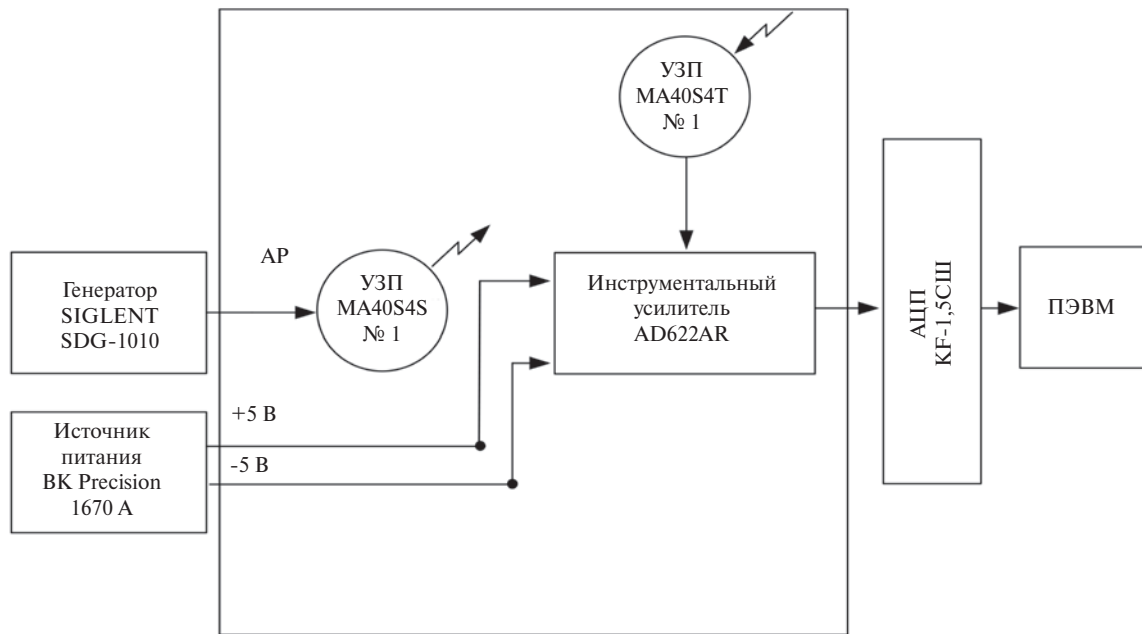 УЗП
MA40S4T
№ 1
АР
Генератор
SIGLENT
SDG-1010
УЗП
MA40S4S
№ 1
Инструментальный
усилитель
AD622AR
АЦП
KF-1,5СШ
ПЭВМ
+5 В
-5 В
Источник
питания
BK Precision
1670 A